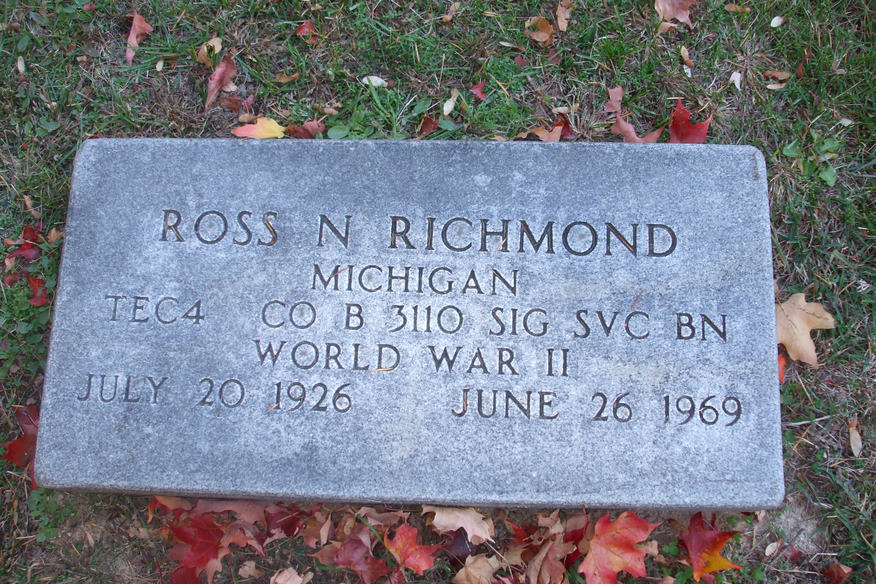 ROSS N RICHMOND
MICHIGAN
TEC4 CO B 3110 SIG SVC BN
WORLD WAR II
JULY 20 1926 JUNE 26 1969